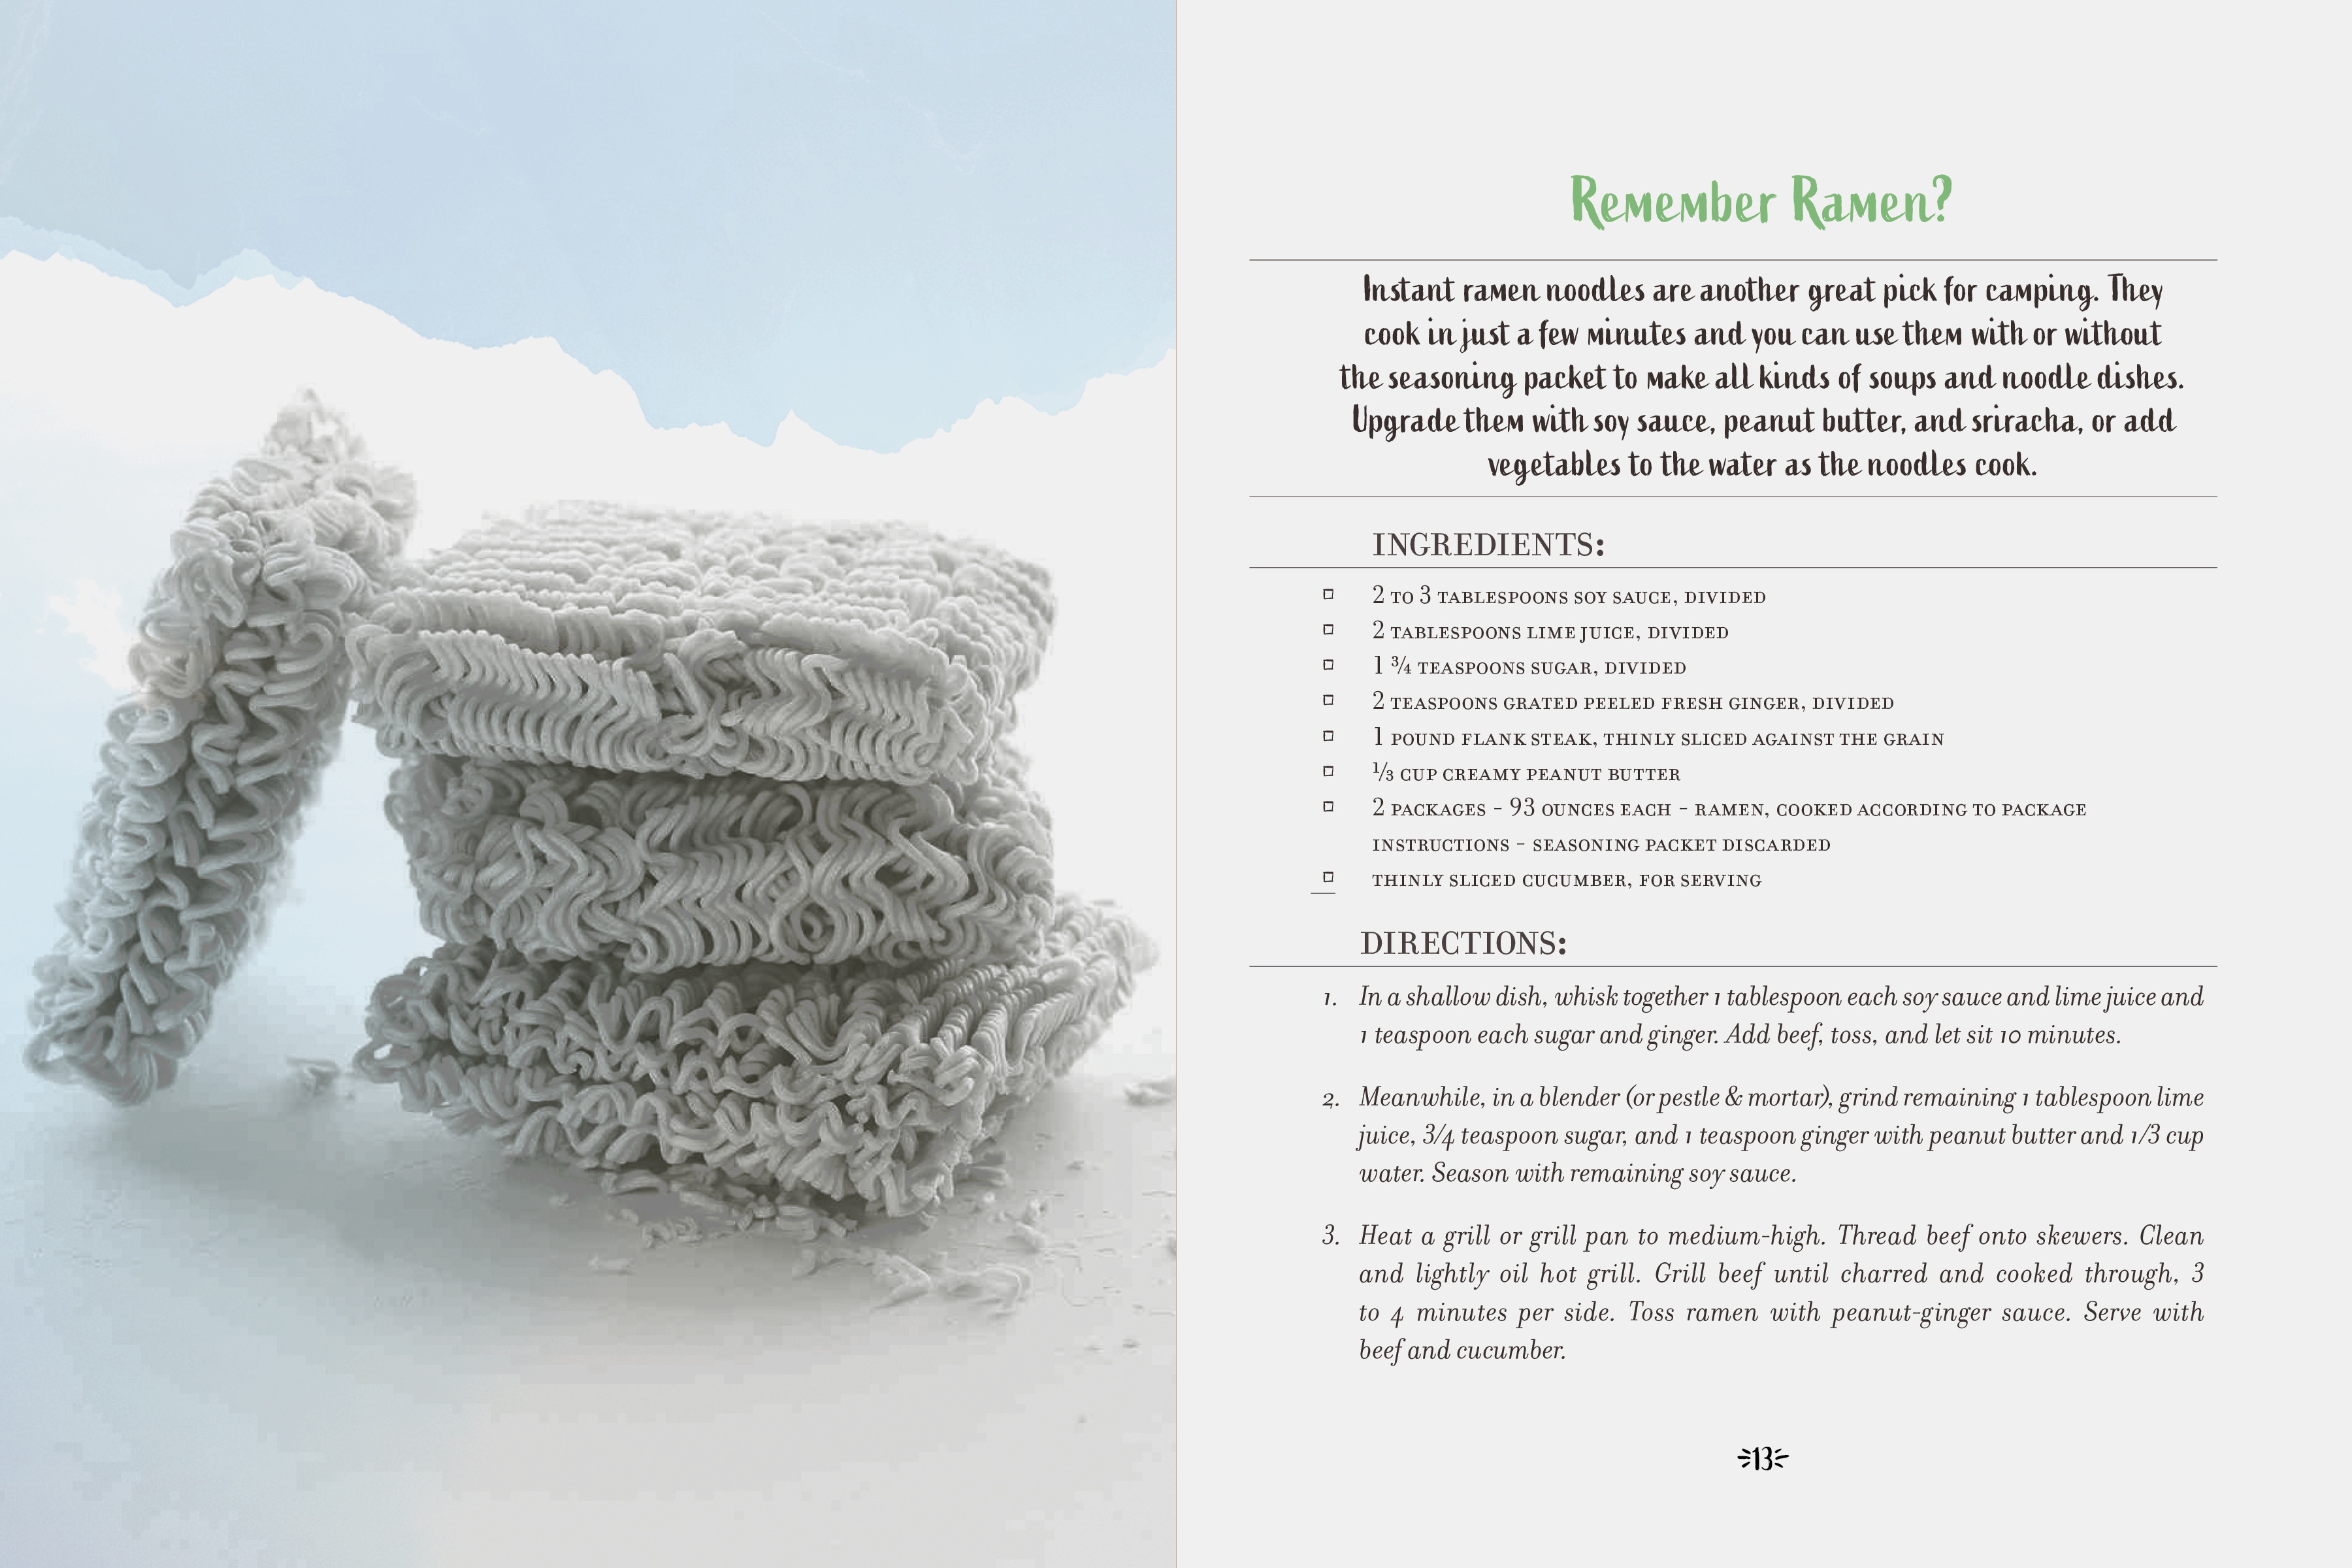 Remember Ramen?
Instant ramen noodles are another great pick for camping. They
cook in just a few minutes and you can use them with or without
the seasoning packet to make all kinds of soups and noodle dishes.
Upgrade them with soy sauce, peanut butter, and sriracha, or add
vegetables to the water as the noodles cook.
INGREDIENTS:
2 TO 3 TABLESPOONS SOY SAUCE, DIVIDED
2 TABLESPOONS LIME JUICE, DIVIDED
1 ¾ TEASPOONS SUGAR, DIVIDED
2 TEASPOONS GRATED PEELED FRESH GINGER, DIVIDED
1 POUND FLANK STEAK, THINLY SLICED AGAINST THE GRAIN
⅓ CUP CREAMY PEANUT BUTTER
2 PACKAGES - 93 OUNCES EACH - RAMEN, COOKED ACCORDING TO PACKAGE
INSTRUCTIONS - SEASONING PACKET DISCARDED
THINLY SLICED CUCUMBER, FOR SERVING
DIRECTIONS:
1. In a shallow dish, whisk together 1 tablespoon each soy sauce and lime juice and
1 teaspoon each sugar and ginger. Add beef, toss, and let sit 10 minutes.
2. Meanwhile, in a blender (or pestle & mortar), grind remaining 1 tablespoon lime
juice, 3/4 teaspoon sugar, and 1 teaspoon ginger with peanut butter and 1/3 cup
water. Season with remaining soy sauce.
3. Heat a grill or grill pan to medium-high. Thread beef onto skewers. Clean
and lightly oil hot grill. Grill beef until charred and cooked through, 3
to 4 minutes per side. Toss ramen with peanut-ginger sauce. Serve with
beef and cucumber.
13